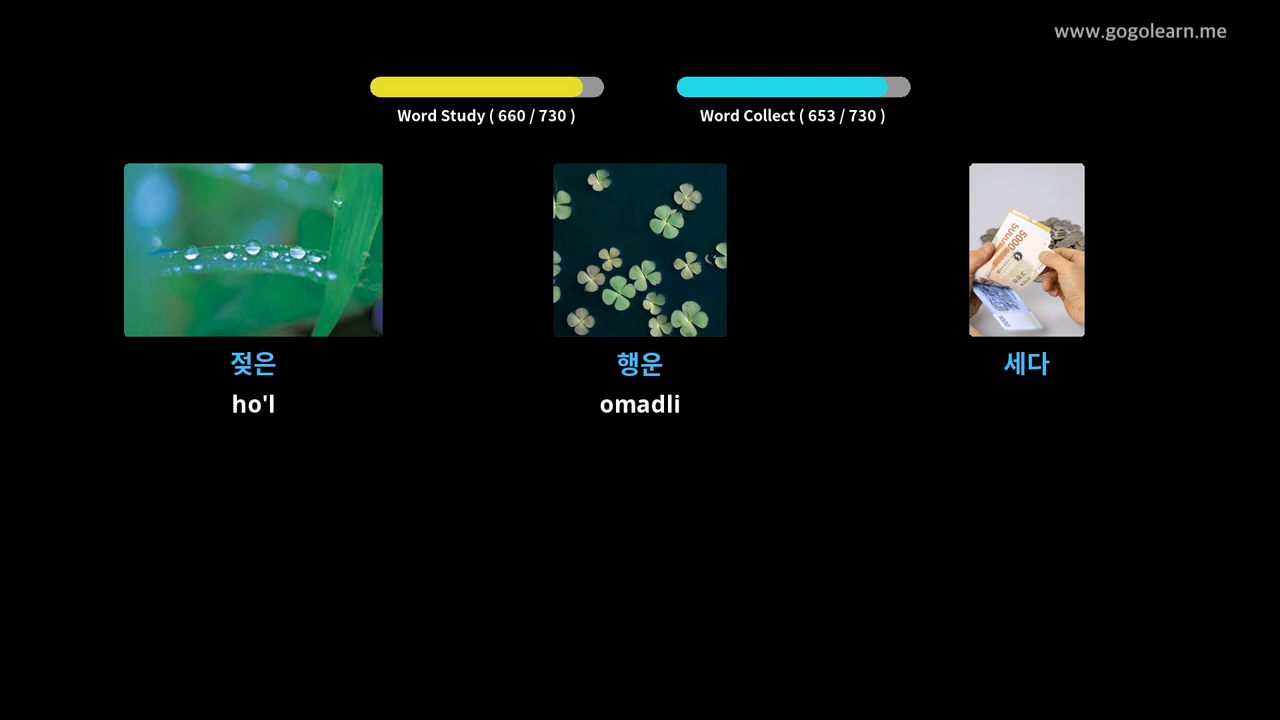 www.gogolearn.me
Word Study ( 660 / 730 )
Word Collect ( 653 / 730 )
젖은
행운
세다
ho'l
omadli
5000